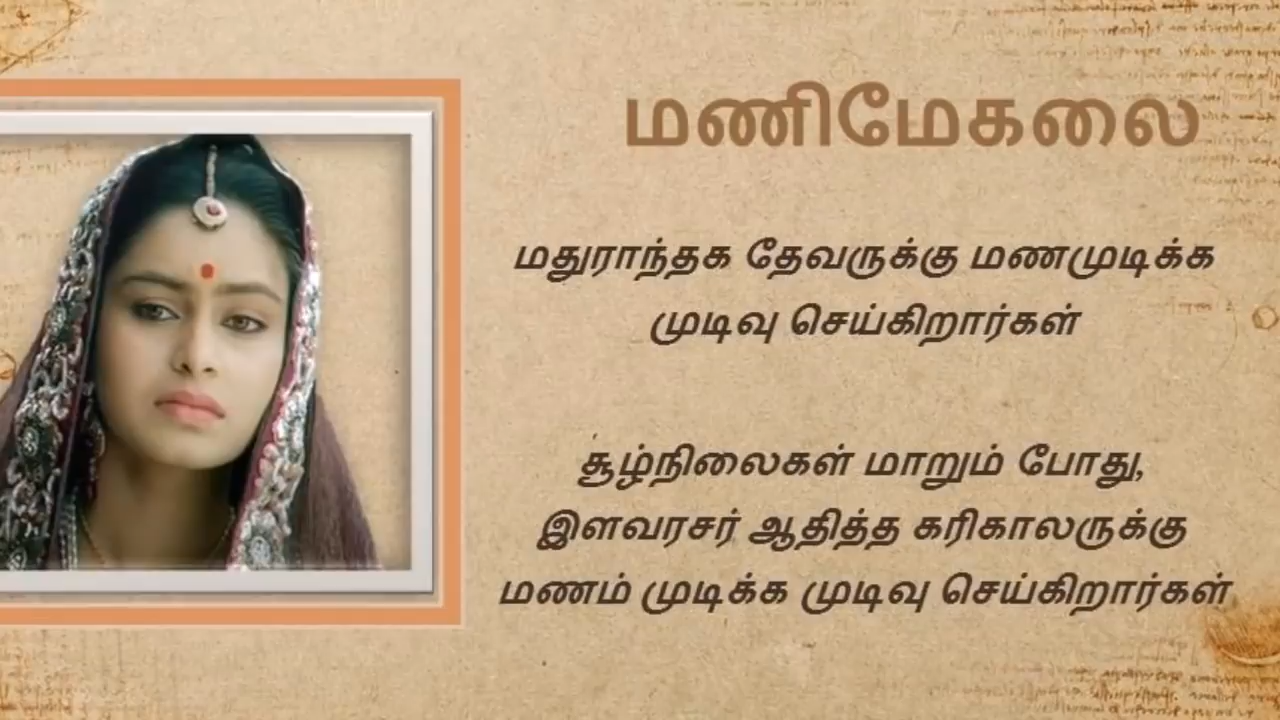 மணிமேகலை
மதுராந்தக தேவருக்கு மணமுடிக்க
முடிவு செய்கிறார்கள்
சூழ்நிலைகள் மாறும் போது,
இளவரசர் ஆதித்த கரிகாலருக்கு
மணம் முடிக்க முடிவு செய்கிறார்கள்